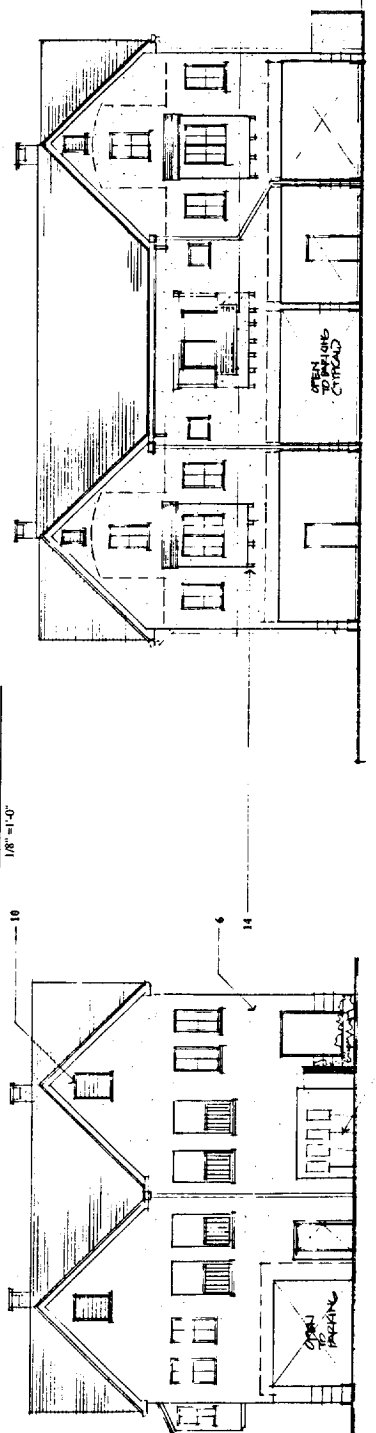 1/8" = 1'-0"
10
6
14
OPEN
TO PARKING
(TYPICAL)
OPEN
TO
PARKING